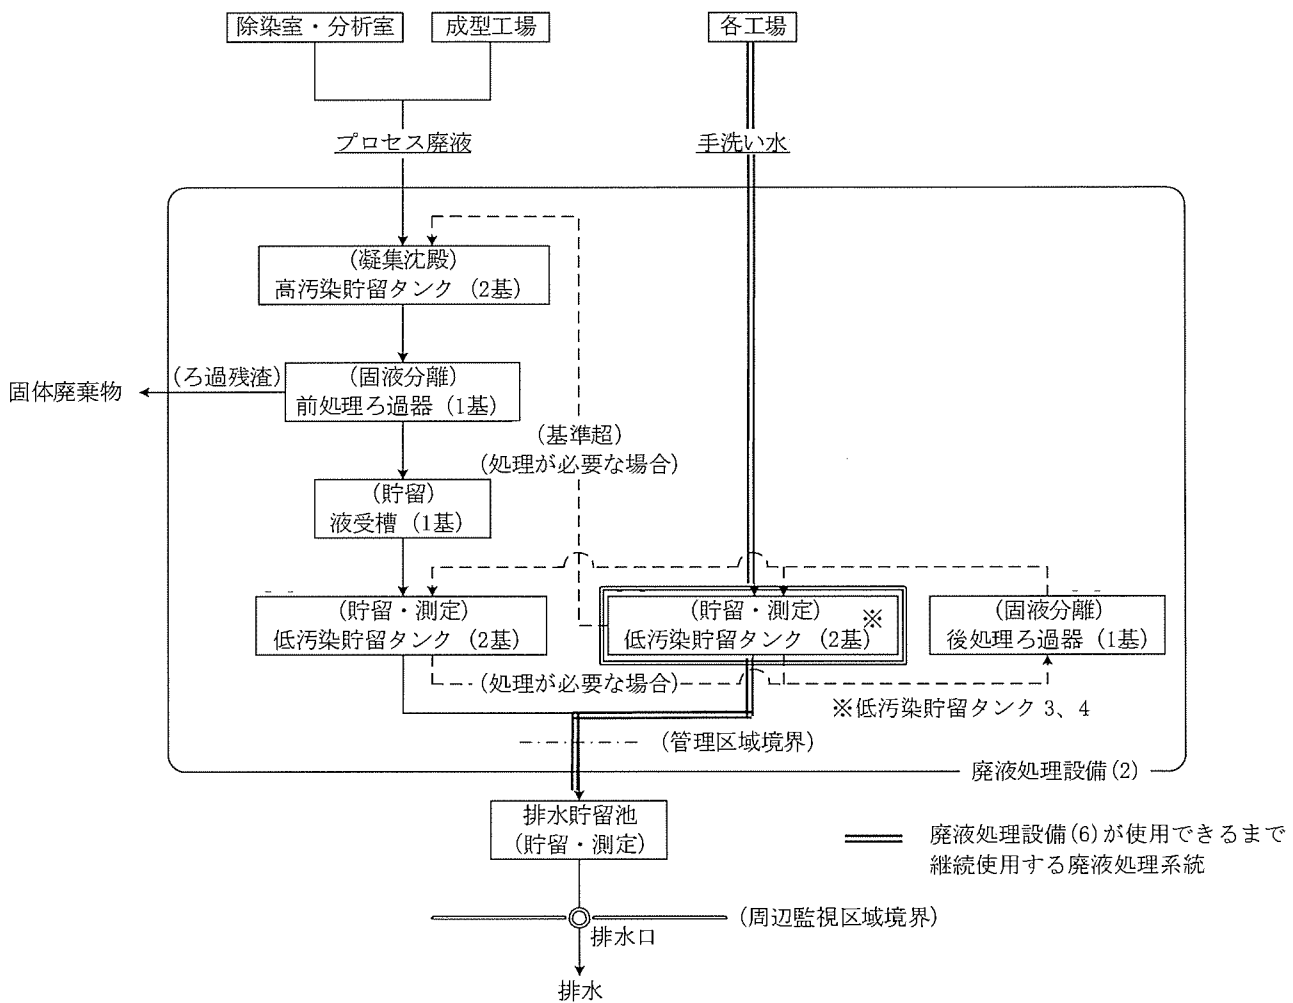 除染室・分析室
成型工場
各工場
プロセス廃液
手洗い水
(凝集沈殿)
高汚染貯留タンク (2基)
(ろ過残渣)
固体廃棄物
(固液分離)
前処理ろ過器 (1基)
(基準超)
(処理が必要な場合)
(貯留)
液受槽 (1基)
(貯留・測定)
低汚染貯留タンク (2基)
(貯留・測定)
低汚染貯留タンク (2基)
※
(固液分離)
後処理ろ過器 (1基)
(処理が必要な場合)
※低汚染貯留タンク 3、4
(管理区域境界)
廃液処理設備(2)
排水貯留池
(貯留・測定)
廃液処理設備(6)が使用できるまで
継続使用する廃液処理系統
(周辺監視区域境界)
排水口
排水